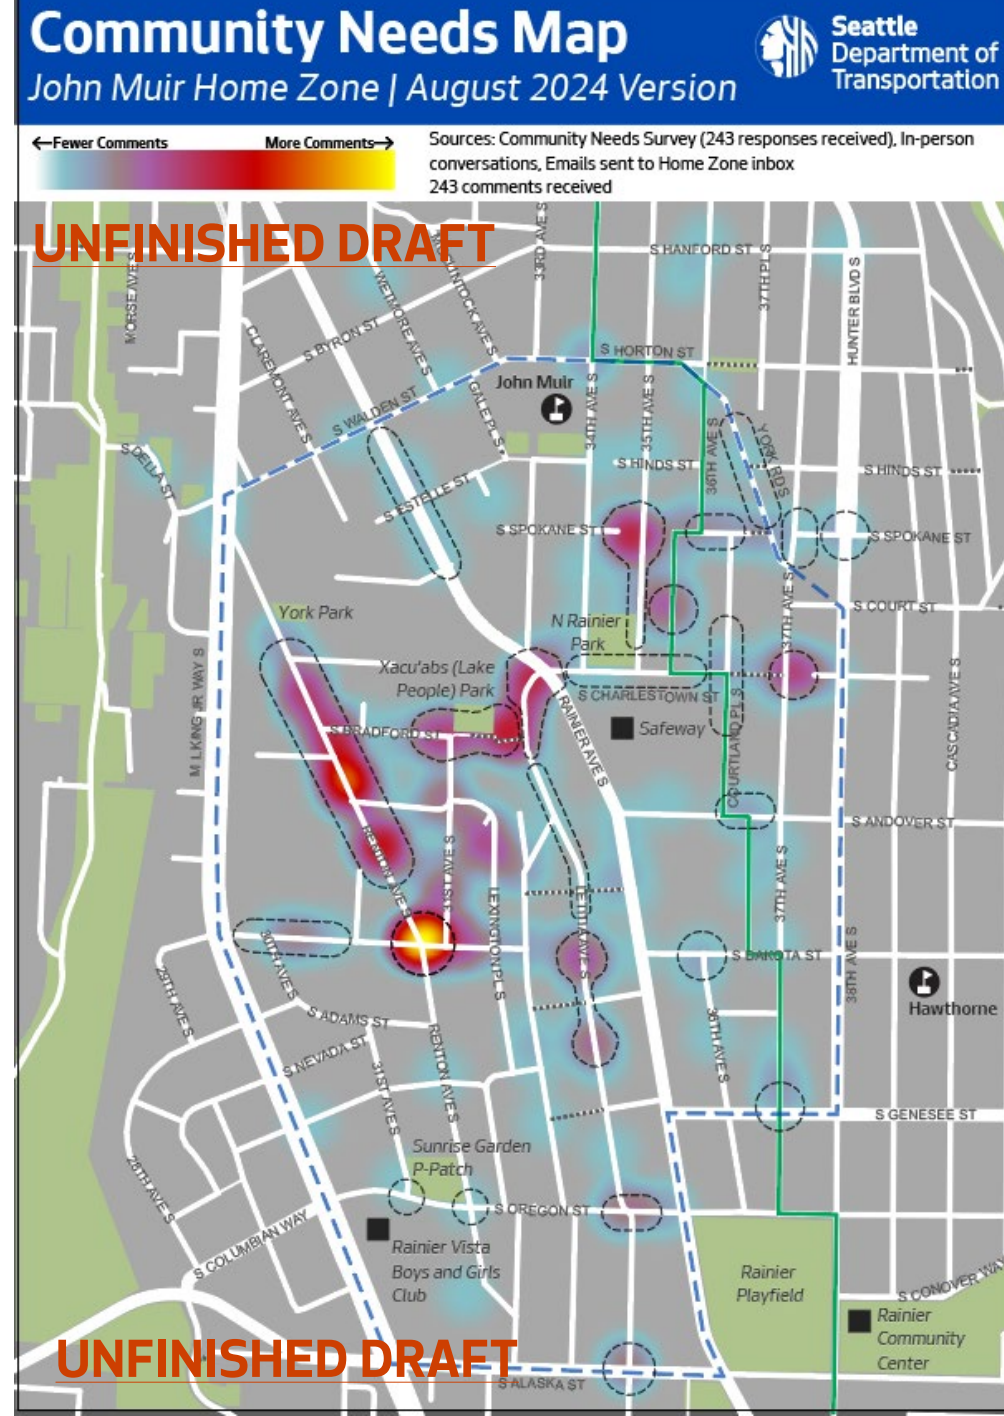 Community Needs Map
John Muir Home Zone | August 2024 Version
Seattle
Department of
Transportation
←Fewer Comments
More Comments→
Sources: Community Needs Survey (243 responses received), In-person
conversations, Emails sent to Home Zone inbox
243 comments received
UNFINISHED DRAFT
MORSE AVE S
33RD AVE S
S HANFORD ST
37TH PL S
HUNTER BLVD S
WETMORE AVE S
S BYRON ST
CLAREMONT AVE S
S HORTON ST
John Muir
GALE PL S
S WALDEN ST
34TH AVE S
35TH AVE S
36TH AVE S
YORK RD S
S DELLA ST
S HINDS ST
S HINDS ST
S ESTELLE ST
S SPOKANE ST
S SPOKANE ST
York Park
N Rainier
Park
37TH AVE S
S COURT ST
M L KING JR WAY S
Xacu'abs (Lake
People) Park
S CHARLESTOWN ST
CASCADIA AVE S
S BRADFORD ST
RAINIER AVE S
Safeway
COURTLAND PL S
S ANDOVER ST
RENTON AVE S
31ST AVE S
LEXINGTON PL S
LETITIA AVE S
37TH AVE S
38TH AVE S
30TH AVE S
S DAKOTA ST
29TH AVE S
Hawthorne
S ADAMS ST
36TH AVE S
S NEVADA ST
31ST AVE S
RENTON AVE S
S GENESEE ST
Sunrise Garden
P-Patch
28TH AVE S
S OREGON ST
S COLUMBIAN WAY
Rainier Vista
Boys and Girls
Club
Rainier
Playfield
S CONOVER WAY
Rainier
Community
Center
UNFINISHED DRAFT
S ALASKA ST